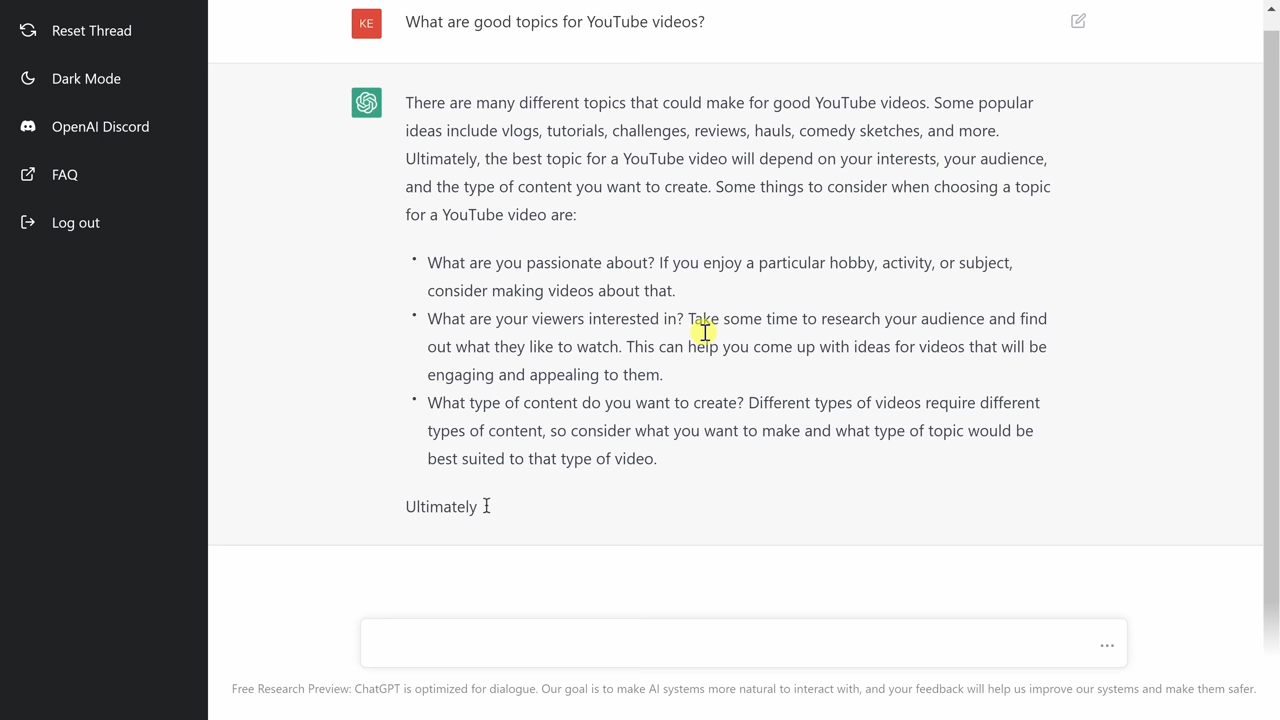 Reset Thread
Dark Mode
OpenAI Discord
FAQ
Log out
KE
What are good topics for YouTube videos?
There are many different topics that could make for good YouTube videos. Some popular
ideas include vlogs, tutorials, challenges, reviews, hauls, comedy sketches, and more.
Ultimately, the best topic for a YouTube video will depend on your interests, your audience,
and the type of content you want to create. Some things to consider when choosing a topic
for a YouTube video are:
• What are you passionate about? If you enjoy a particular hobby, activity, or subject,
consider making videos about that.
• What are your viewers interested in? Take some time to research your audience and find
out what they like to watch. This can help you come up with ideas for videos that will be
engaging and appealing to them.
• What type of content do you want to create? Different types of videos require different
types of content, so consider what you want to make and what type of topic would be
best suited to that type of video.
Ultimately
...
Free Research Preview: ChatGPT is optimized for dialogue. Our goal is to make AI systems more natural to interact with, and your feedback will help us improve our systems and make them safer.